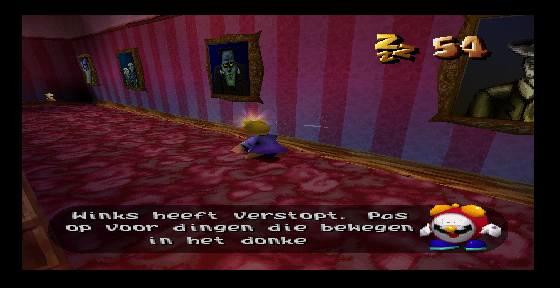 54
Winks heeft verstopt. Pas
op voor dingen die bewegen
in het donke